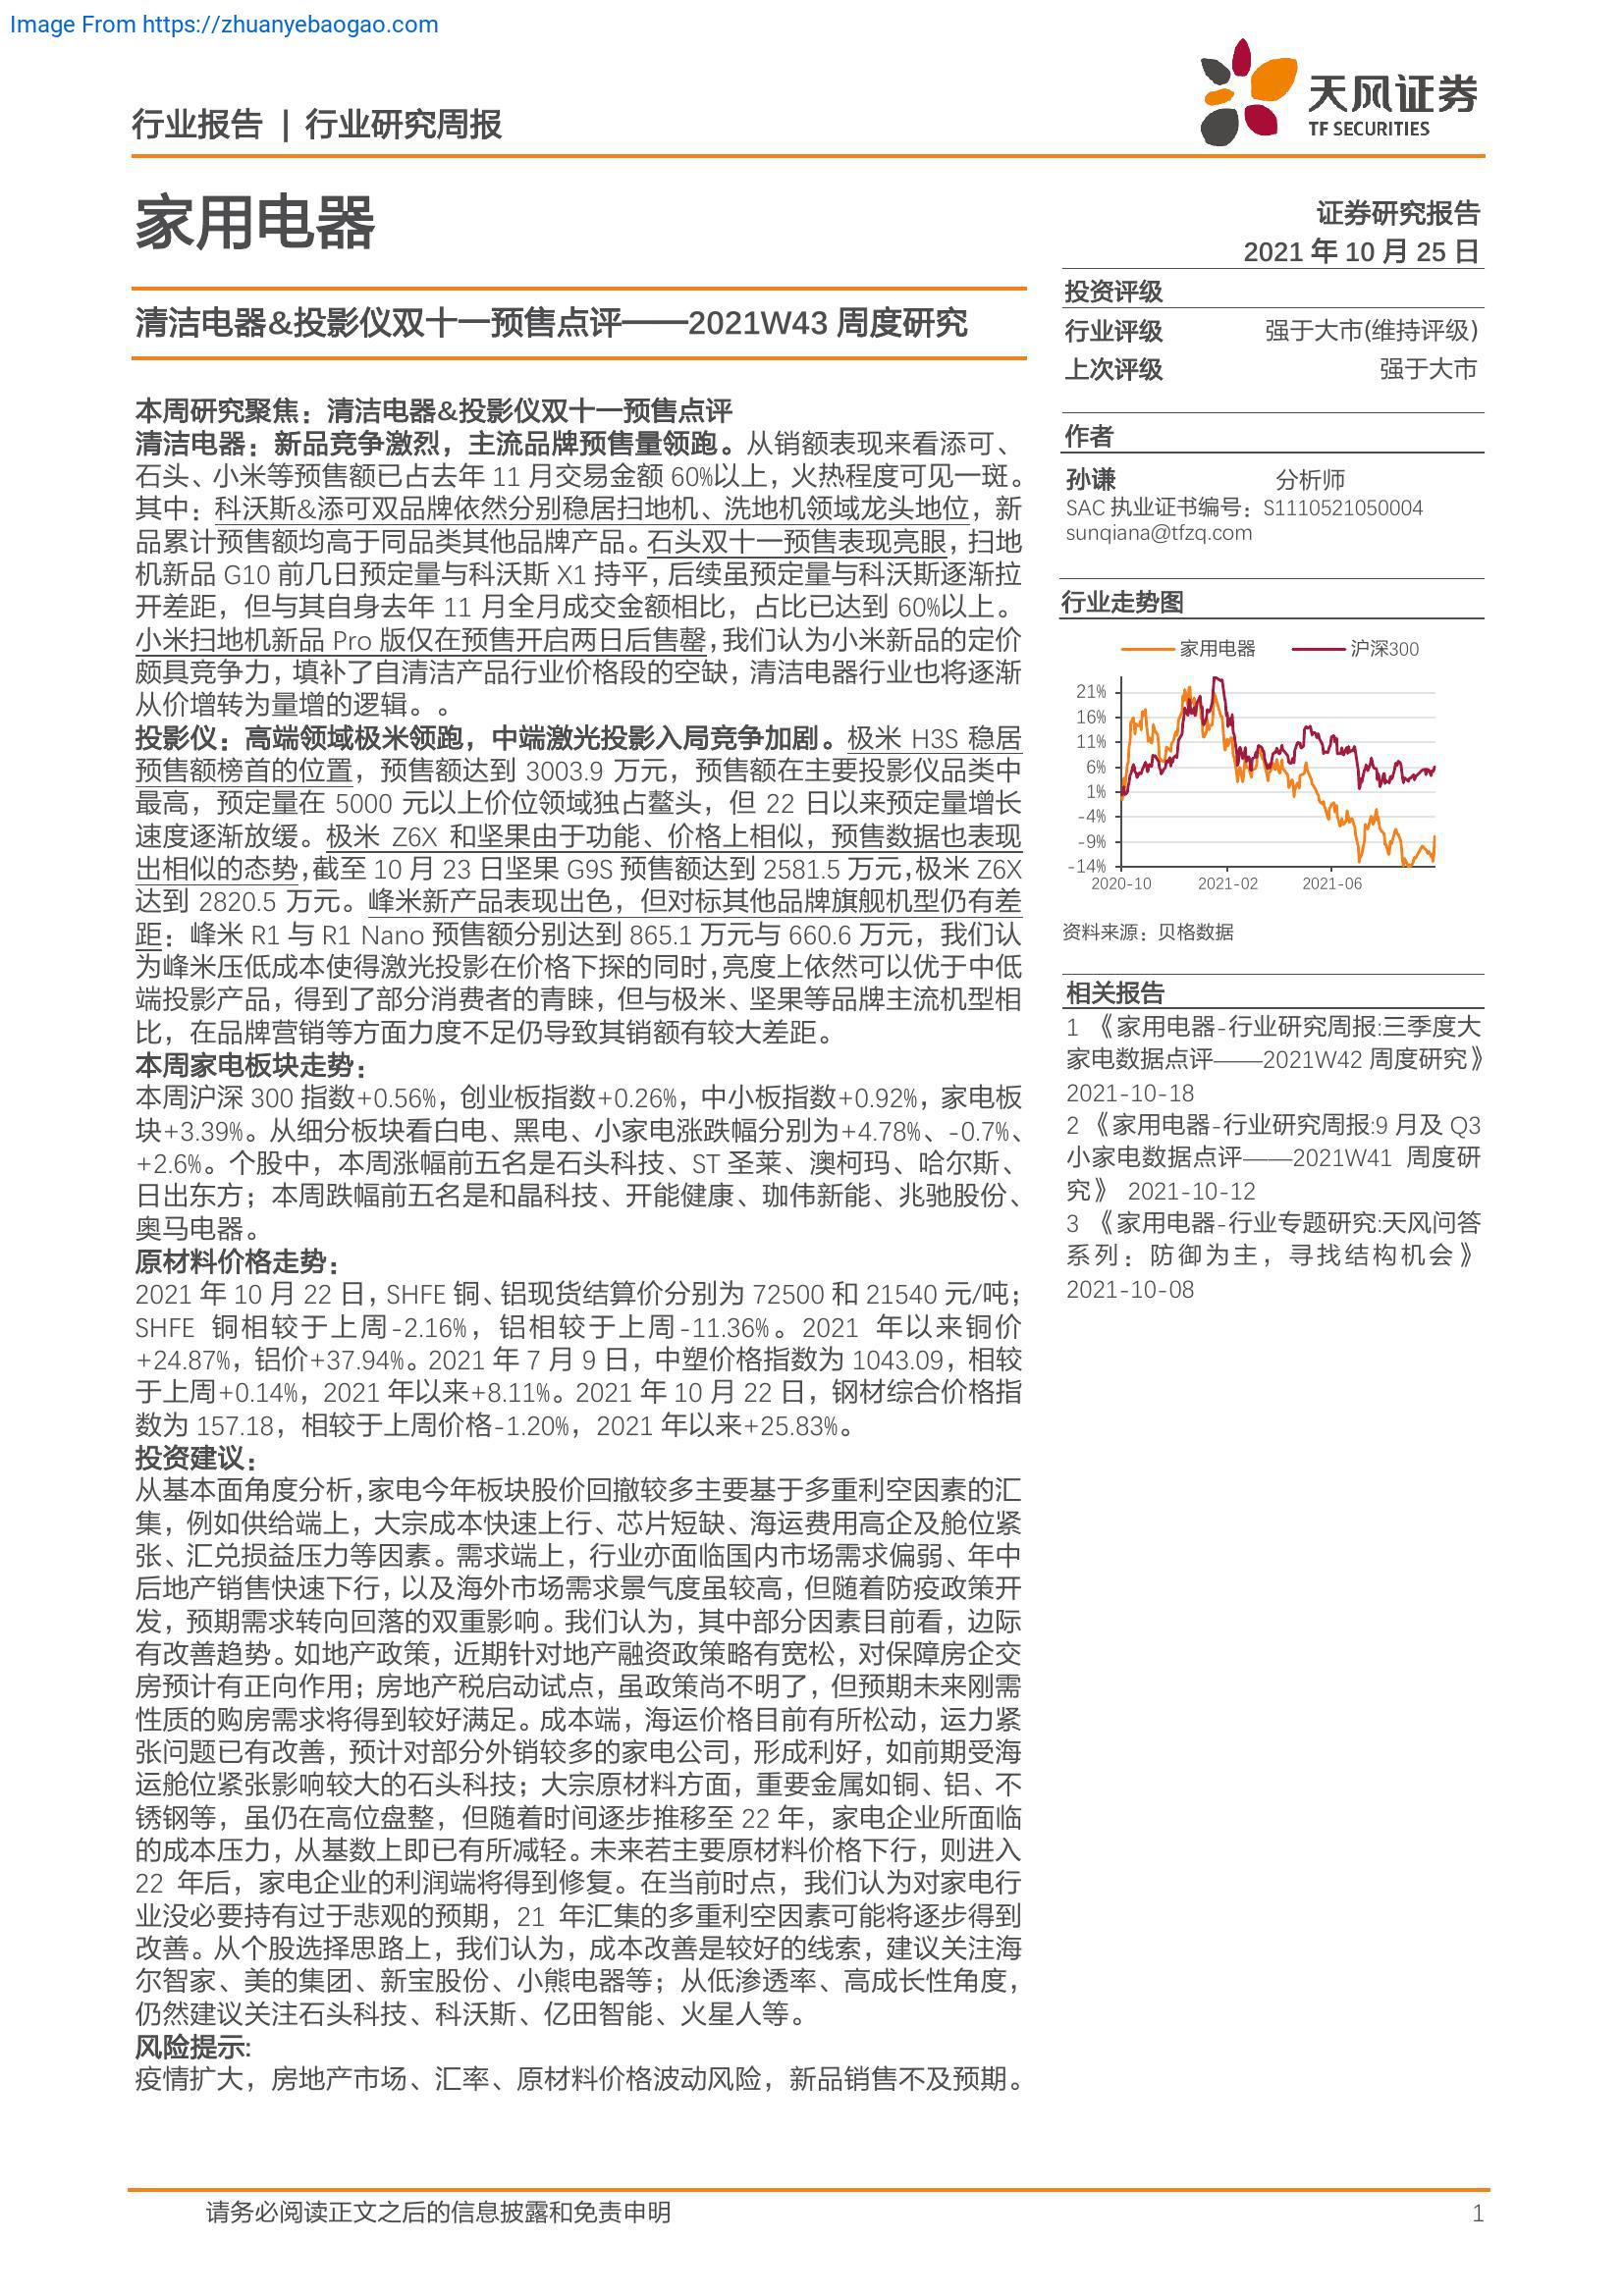 Image From https://zhuanyebaogao.com
行业报告 | 行业研究周报
天风证券
TF SECURITIES
家用电器
证券研究报告
2021 年 10 月 25 日
清洁电器&投影仪双十一预售点评——2021W43 周度研究
投资评级
行业评级 强于大市(维持评级)
上次评级 强于大市
作者
孙谦 分析师
SAC 执业证书编号：S1110521050004
sunqiana@tfzq.com
行业走势图
家用电器 沪深300
21%
16%
11%
6%
1%
-4%
-9%
-14%
2020-10 2021-02 2021-06
资料来源：贝格数据
相关报告
1 《家用电器-行业研究周报:三季度大
家电数据点评——2021W42 周度研究》
2021-10-18
2 《家用电器-行业研究周报:9 月及 Q3
小家电数据点评——2021W41 周度研
究》 2021-10-12
3 《家用电器-行业专题研究:天风问答
系列：防御为主，寻找结构机会》
2021-10-08
本周研究聚焦：清洁电器&投影仪双十一预售点评
清洁电器：新品竞争激烈，主流品牌预售量领跑。从销额表现来看添可、
石头、小米等预售额已占去年 11 月交易金额 60%以上，火热程度可见一斑。
其中：科沃斯&添可双品牌依然分别稳居扫地机、洗地机领域龙头地位，新
品累计预售额均高于同品类其他品牌产品。石头双十一预售表现亮眼，扫地
机新品 G10 前几日预定量与科沃斯 X1 持平，后续虽预定量与科沃斯逐渐拉
开差距，但与其自身去年 11 月全月成交金额相比，占比已达到 60%以上。
小米扫地机新品 Pro 版仅在预售开启两日后售罄，我们认为小米新品的定价
颇具竞争力，填补了自清洁产品行业价格段的空缺，清洁电器行业也将逐渐
从价增转为量增的逻辑。。
投影仪：高端领域极米领跑，中端激光投影入局竞争加剧。极米 H3S 稳居
预售额榜首的位置，预售额达到 3003.9 万元，预售额在主要投影仪品类中
最高，预定量在 5000 元以上价位领域独占鳌头，但 22 日以来预定量增长
速度逐渐放缓。极米 Z6X 和坚果由于功能、价格上相似，预售数据也表现
出相似的态势，截至 10 月 23 日坚果 G9S 预售额达到 2581.5 万元，极米 Z6X
达到 2820.5 万元。峰米新产品表现出色，但对标其他品牌旗舰机型仍有差
距：峰米 R1 与 R1 Nano 预售额分别达到 865.1 万元与 660.6 万元，我们认
为峰米压低成本使得激光投影在价格下探的同时，亮度上依然可以优于中低
端投影产品，得到了部分消费者的青睐，但与极米、坚果等品牌主流机型相
比，在品牌营销等方面力度不足仍导致其销额有较大差距。
本周家电板块走势：
本周沪深 300 指数+0.56%，创业板指数+0.26%，中小板指数+0.92%，家电板
块+3.39%。从细分板块看白电、黑电、小家电涨跌幅分别为+4.78%、-0.7%、
+2.6%。个股中，本周涨幅前五名是石头科技、ST 圣莱、澳柯玛、哈尔斯、
日出东方；本周跌幅前五名是和晶科技、开能健康、珈伟新能、兆驰股份、
奥马电器。
原材料价格走势：
2021 年 10 月 22 日，SHFE 铜、铝现货结算价分别为 72500 和 21540 元/吨；
SHFE 铜相较于上周-2.16%，铝相较于上周-11.36%。2021 年以来铜价
+24.87%，铝价+37.94%。2021 年 7 月 9 日，中塑价格指数为 1043.09，相较
于上周+0.14%，2021 年以来+8.11%。2021 年 10 月 22 日，钢材综合价格指
数为 157.18，相较于上周价格-1.20%，2021 年以来+25.83%。
投资建议：
从基本面角度分析，家电今年板块股价回撤较多主要基于多重利空因素的汇
集，例如供给端上，大宗成本快速上行、芯片短缺、海运费用高企及舱位紧
张、汇兑损益压力等因素。需求端上，行业亦面临国内市场需求偏弱、年中
后地产销售快速下行，以及海外市场需求景气度虽较高，但随着防疫政策开
发，预期需求转向回落的双重影响。我们认为，其中部分因素目前看，边际
有改善趋势。如地产政策，近期针对地产融资政策略有宽松，对保障房企交
房预计有正向作用；房地产税启动试点，虽政策尚不明了，但预期未来刚需
性质的购房需求将得到较好满足。成本端，海运价格目前有所松动，运力紧
张问题已有改善，预计对部分外销较多的家电公司，形成利好，如前期受海
运舱位紧张影响较大的石头科技；大宗原材料方面，重要金属如铜、铝、不
锈钢等，虽仍在高位盘整，但随着时间逐步推移至 22 年，家电企业所面临
的成本压力，从基数上即已有所减轻。未来若主要原材料价格下行，则进入
22 年后，家电企业的利润端将得到修复。在当前时点，我们认为对家电行
业没必要持有过于悲观的预期，21 年汇集的多重利空因素可能将逐步得到
改善。从个股选择思路上，我们认为，成本改善是较好的线索，建议关注海
尔智家、美的集团、新宝股份、小熊电器等；从低渗透率、高成长性角度，
仍然建议关注石头科技、科沃斯、亿田智能、火星人等。
风险提示:
疫情扩大，房地产市场、汇率、原材料价格波动风险，新品销售不及预期。
请务必阅读正文之后的信息披露和免责申明 1